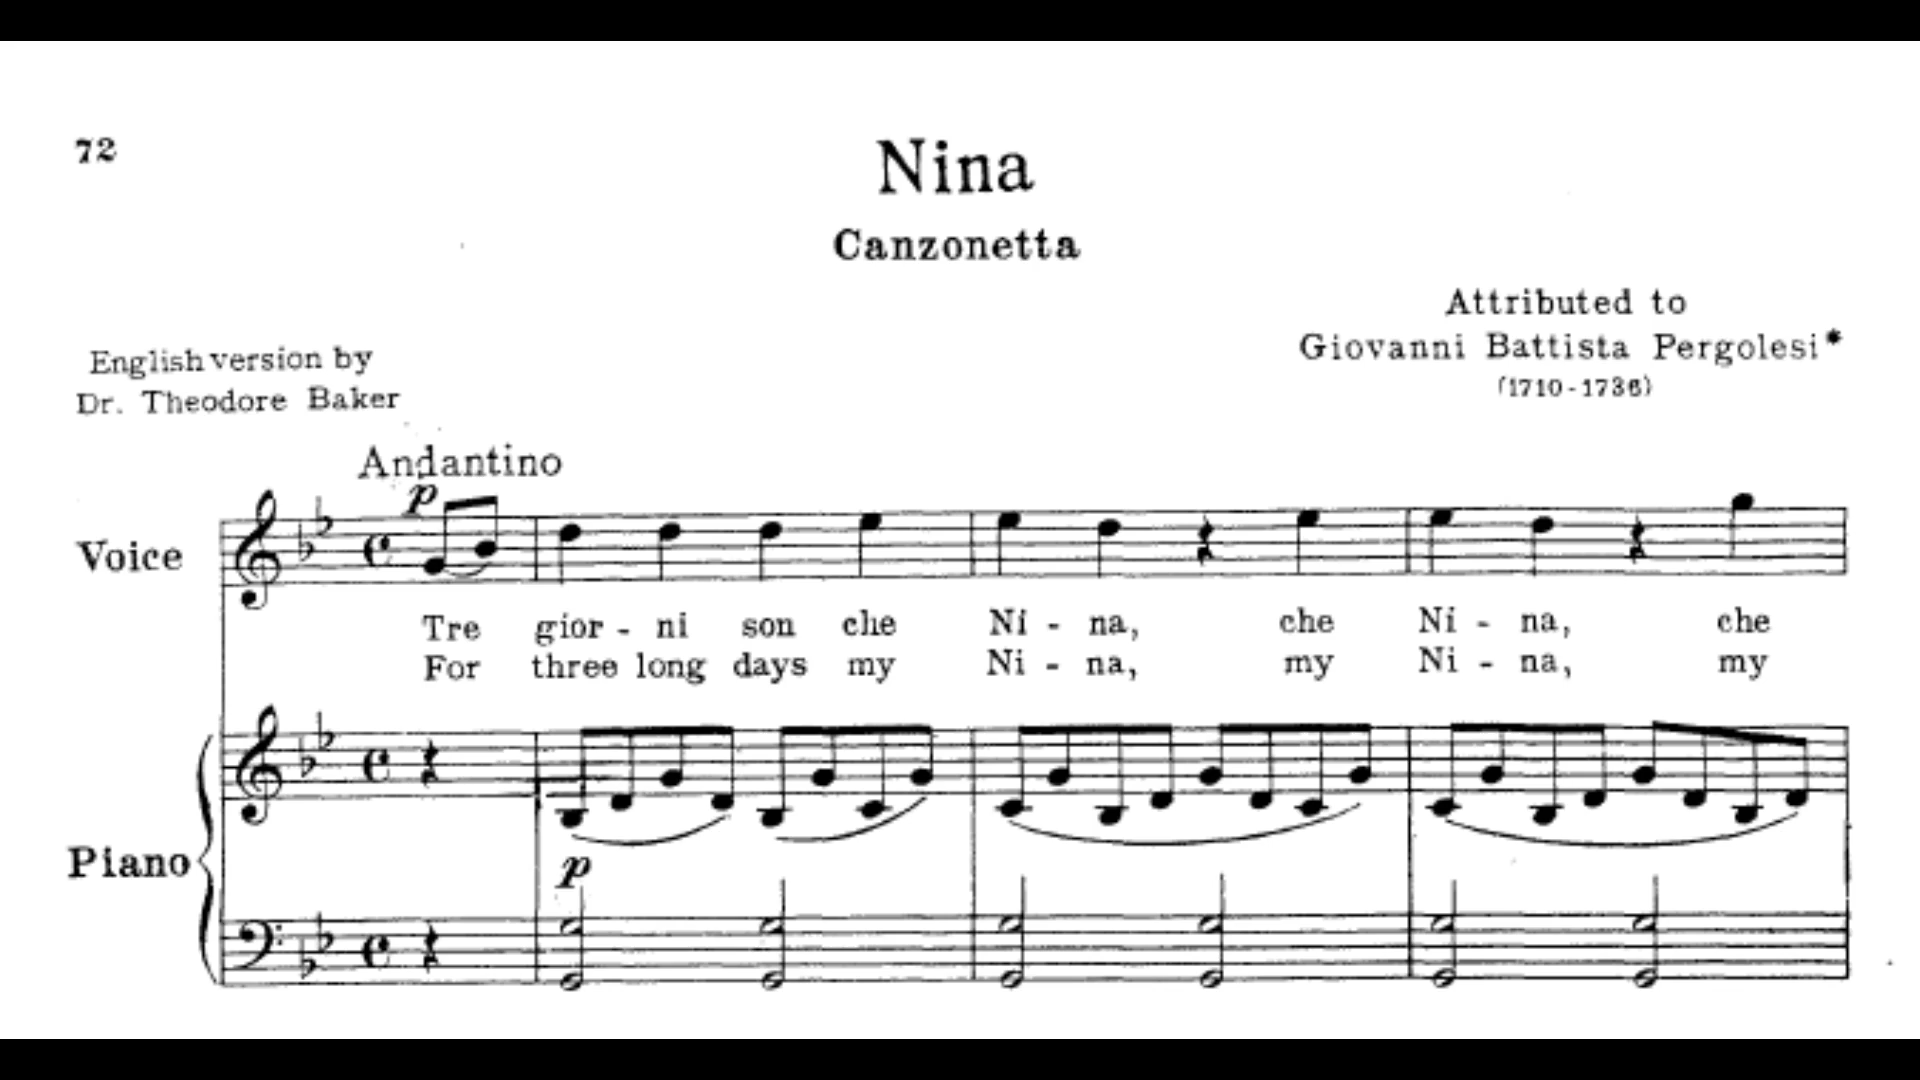 72
Nina
Canzonetta
Attributed to
Giovanni Battista Pergolesi*
(1710-1736)
English version by
Dr. Theodore Baker
Andantino
p
Voice
Tre gior - ni son che Ni - na, che Ni - na, che
For three long days my Ni - na, my Ni - na, my
Piano
p